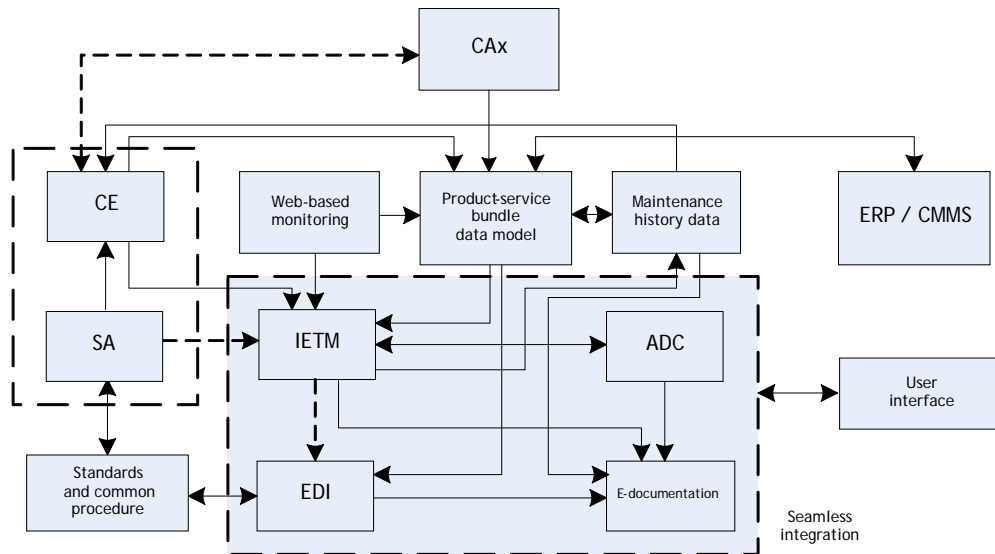 CAx
CE
Web-based
monitoring
Product-service
bundle
data model
Maintenance
history data
ERP / CMMS
SA
IETM
ADC
User
interface
Standards
and common
procedure
EDI
E-documentation
Seamless
integration